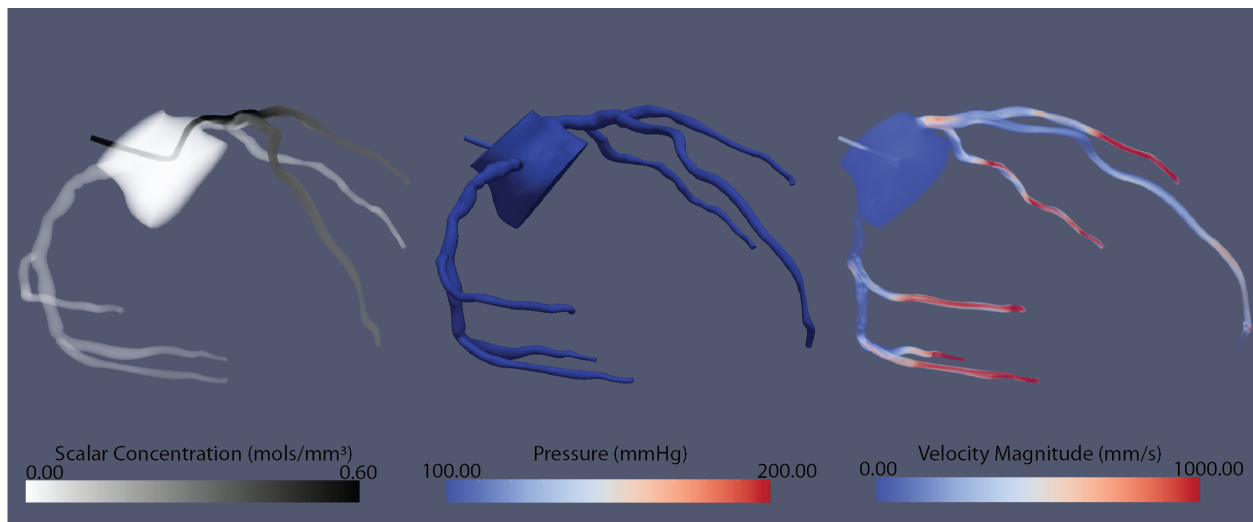 Scalar Concentration (mols/mm³)
0.00 0.60
Pressure (mmHg)
100.00 200.00
Velocity Magnitude (mm/s)
0.00 1000.00